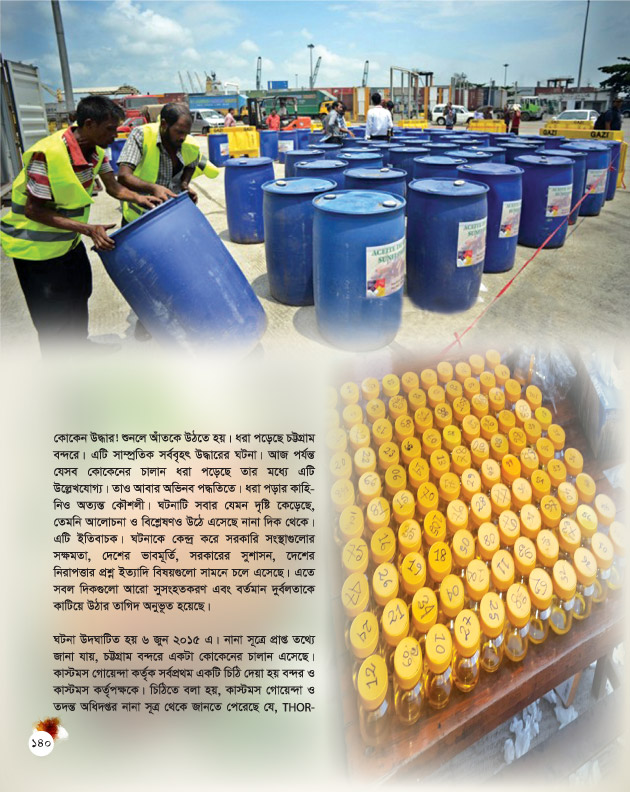 GAZI
GAZI
ACEITE
SUNF
কোকেন উদ্ধার! শুনলে আঁতকে উঠতে হয়। ধরা পড়েছে চট্টগ্রাম
বন্দরে। এটি সাম্প্রতিক সর্ববৃহৎ উদ্ধারের ঘটনা। আজ পর্যন্ত
যেসব কোকেনের চালান ধরা পড়েছে তার মধ্যে এটি
উল্লেখযোগ্য। তাও আবার অভিনব পদ্ধতিতে। ধরা পড়ার কাহি-
নিও অত্যন্ত কৌশলী। ঘটনাটি সবার যেমন দৃষ্টি কেড়েছে,
তেমনি আলোচনা ও বিশ্লেষণও উঠে এসেছে নানা দিক থেকে।
এটি ইতিবাচক। ঘটনাকে কেন্দ্র করে সরকারি সংস্থাগুলোর
সক্ষমতা, দেশের ভাবমূর্তি, সরকারের সুশাসন, দেশের
নিরাপত্তার প্রশ্ন ইত্যাদি বিষয়গুলো সামনে চলে এসেছে। এতে
সবল দিকগুলো আরো সুসংহতকরণ এবং বর্তমান দুর্বলতাকে
কাটিয়ে উঠার তাগিদ অনুভূত হয়েছে।
ঘটনা উদঘাটিত হয় ৬ জুন ২০১৫ এ। নানা সূত্রে প্রাপ্ত তথ্যে
জানা যায়, চট্টগ্রাম বন্দরে একটা কোকেনের চালান এসেছে।
কাস্টমস গোয়েন্দা কর্তৃক সর্বপ্রথম একটি চিঠি দেয়া হয় বন্দর ও
কাস্টমস কর্তৃপক্ষকে। চিঠিতে বলা হয়, কাস্টমস গোয়েন্দা ও
তদন্ত অধিদপ্তর নানা সূত্র থেকে জানতে পেরেছে যে, THOR-
১৪০